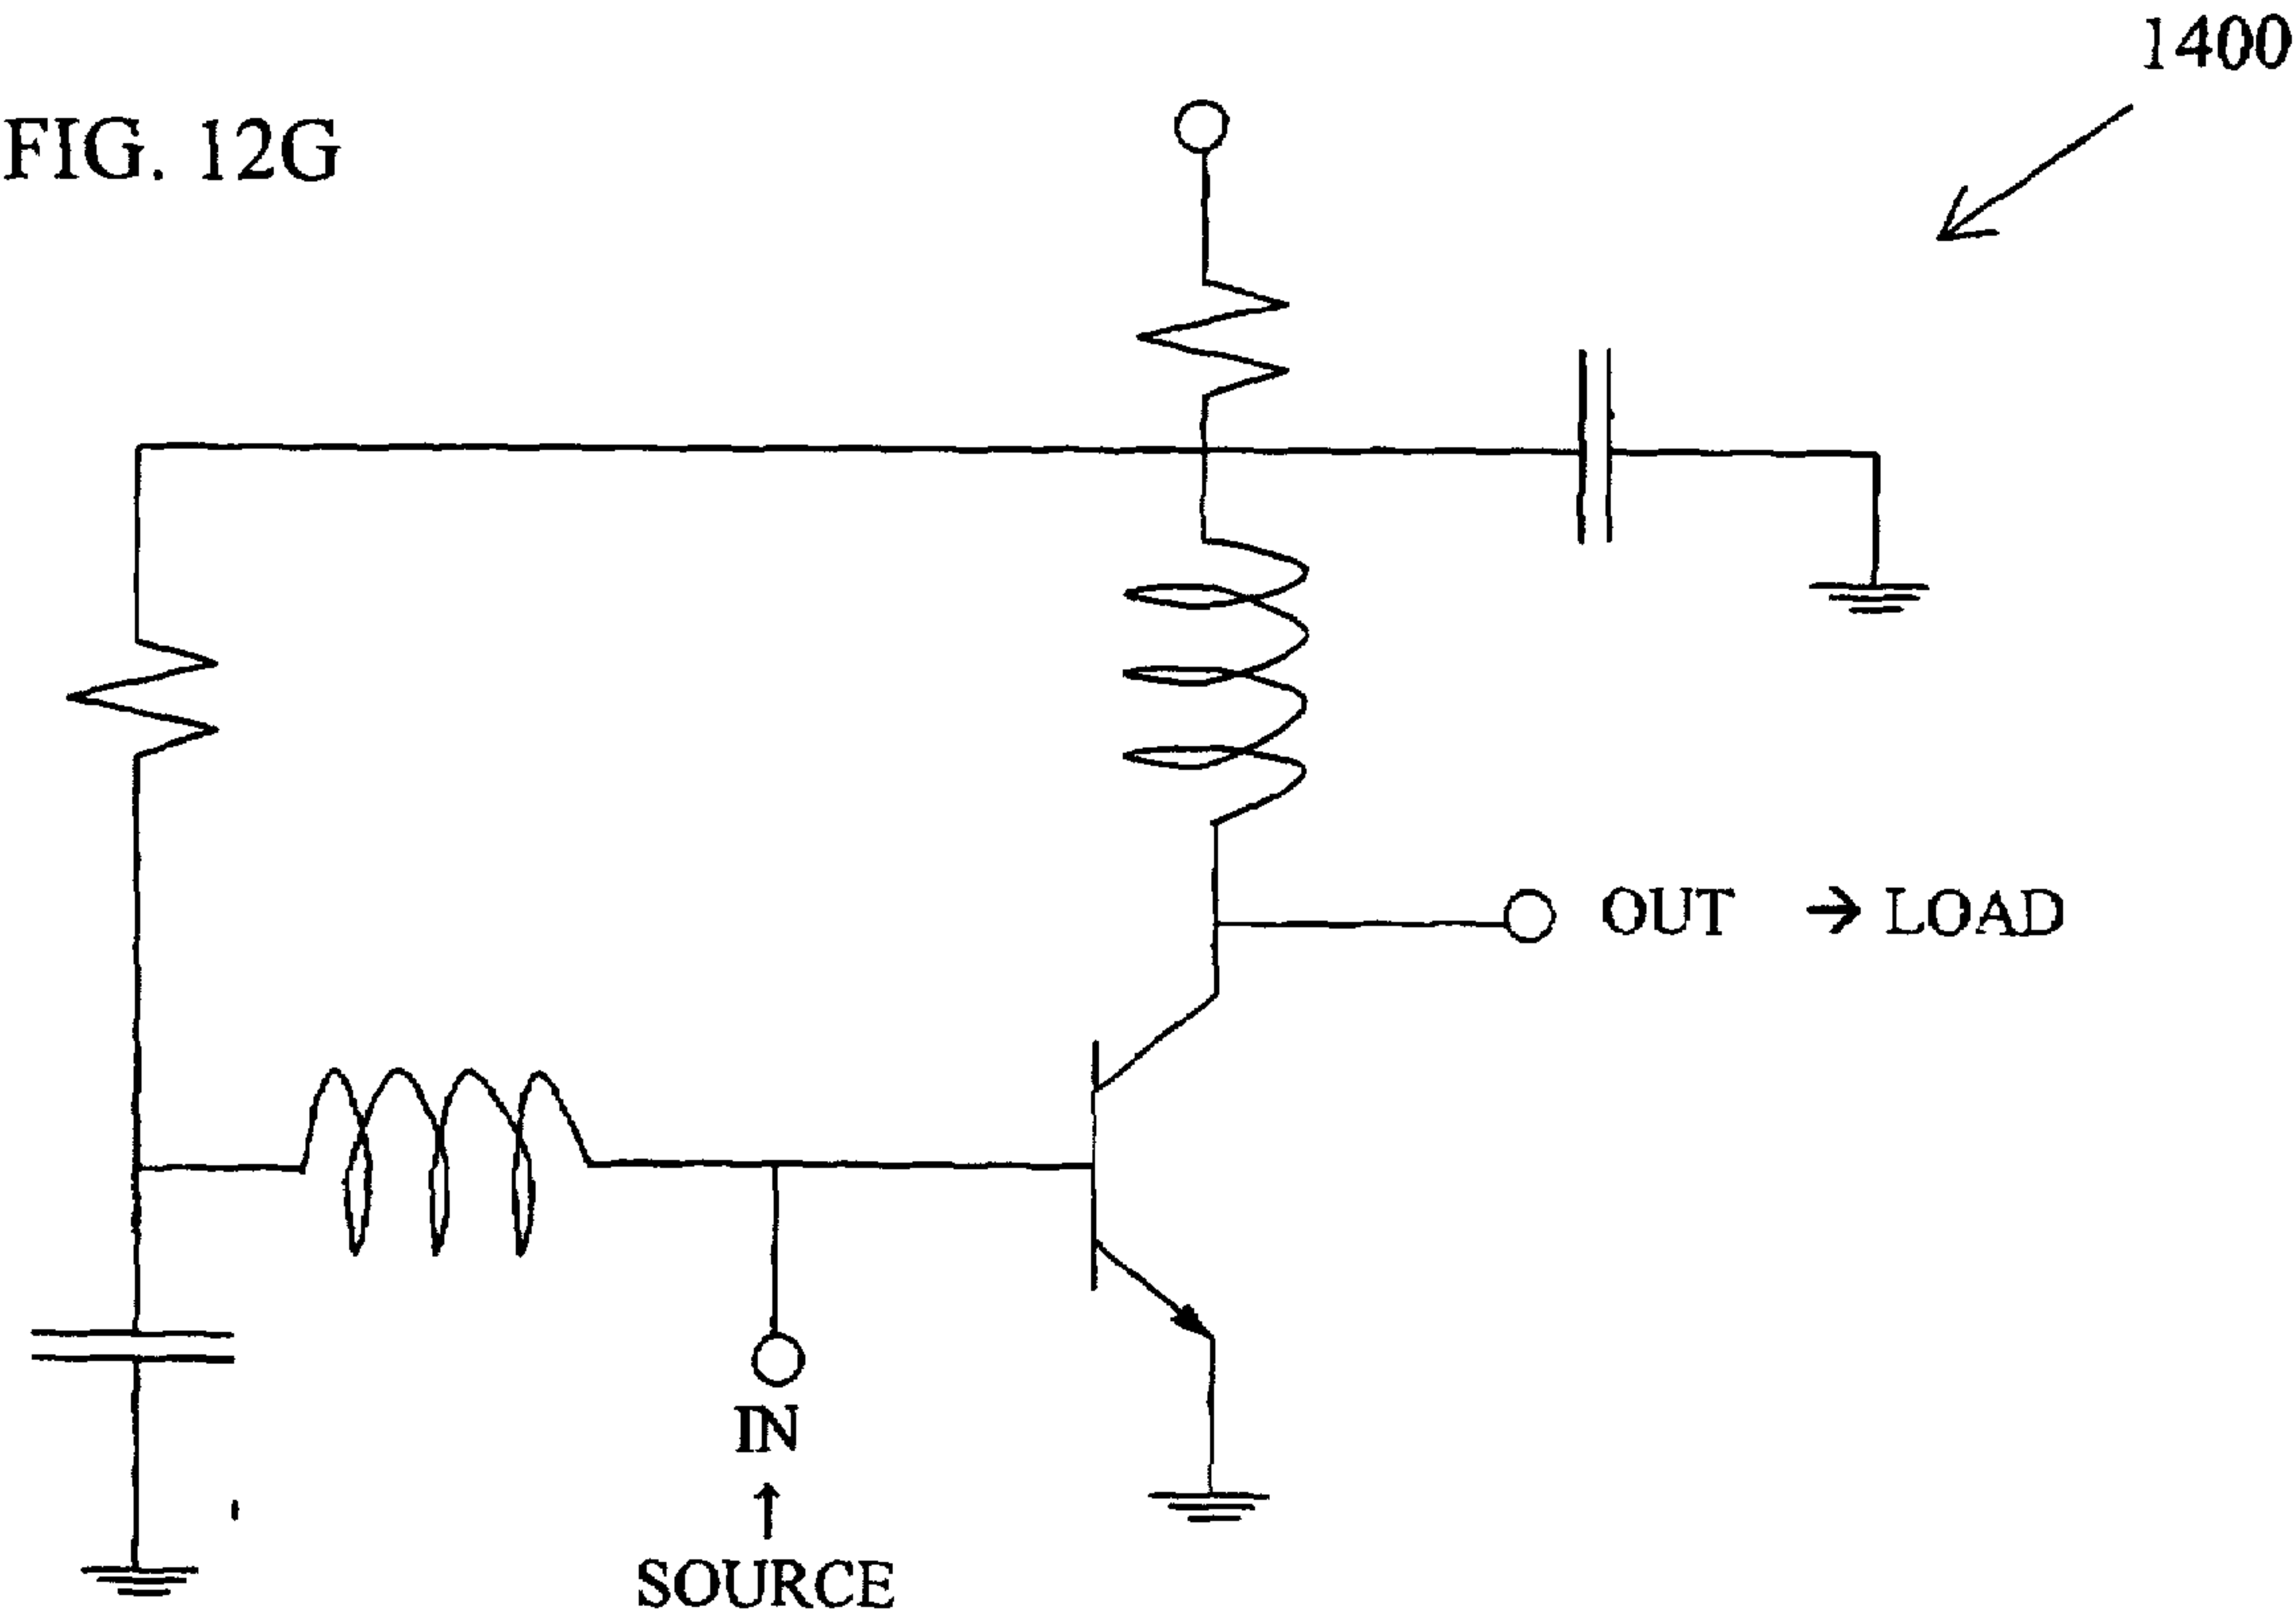 1400
FIG. 12G
OUT → LOAD
IN
↑
SOURCE